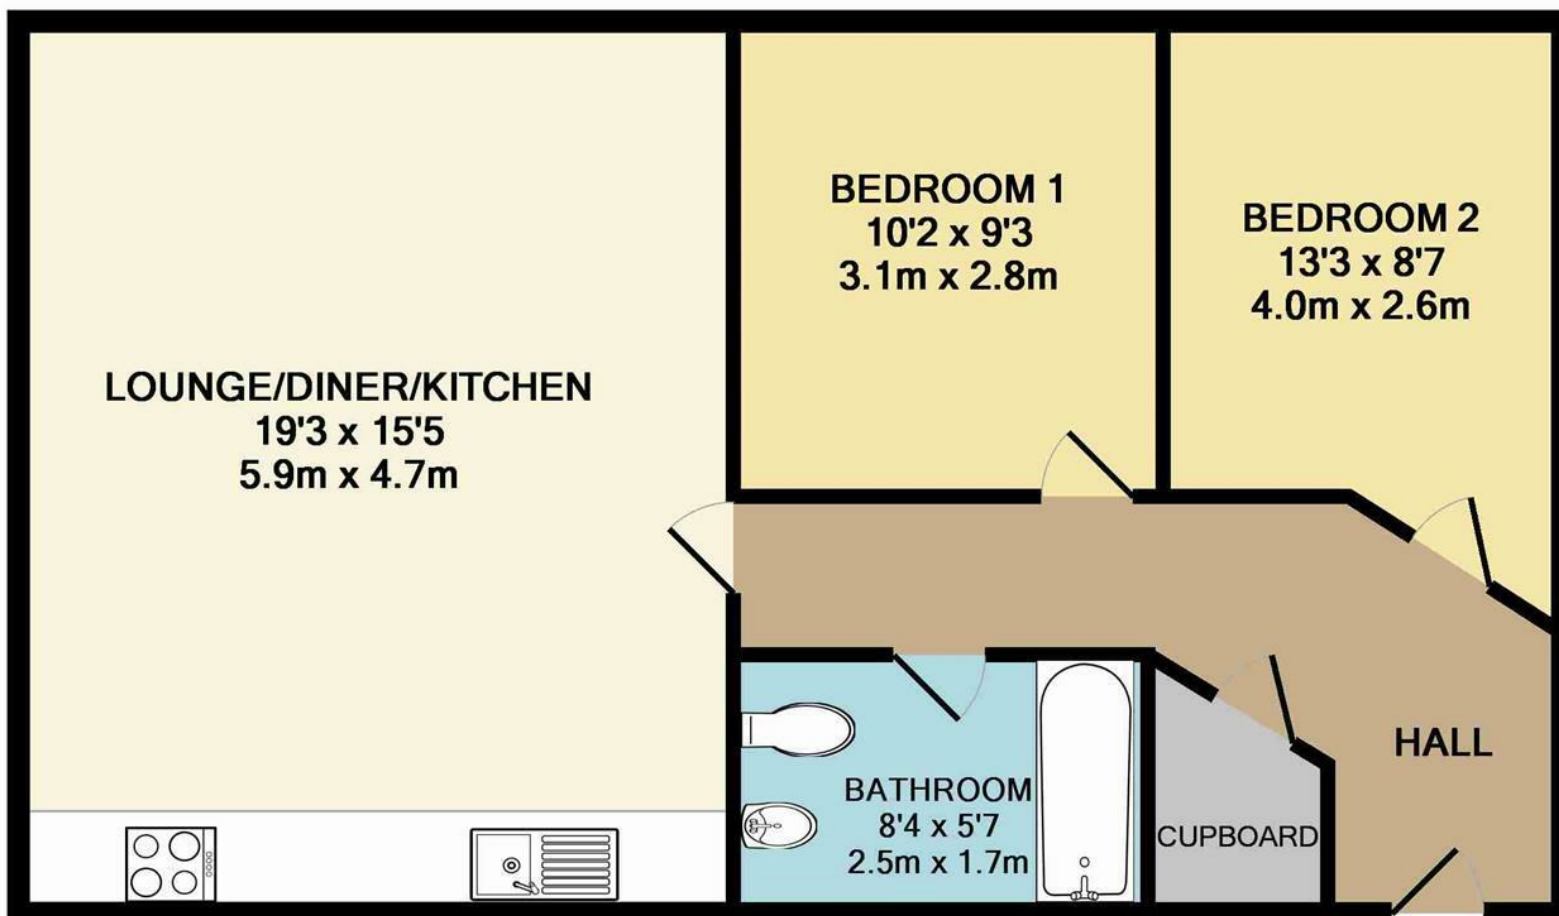 LOUNGE/DINER/KITCHEN
19'3 x 15'5
5.9m x 4.7m
BEDROOM 1
10'2 x 9'3
3.1m x 2.8m
BEDROOM 2
13'3 x 8'7
4.0m x 2.6m
BATHROOM
8'4 x 5'7
2.5m x 1.7m
CUPBOARD
HALL